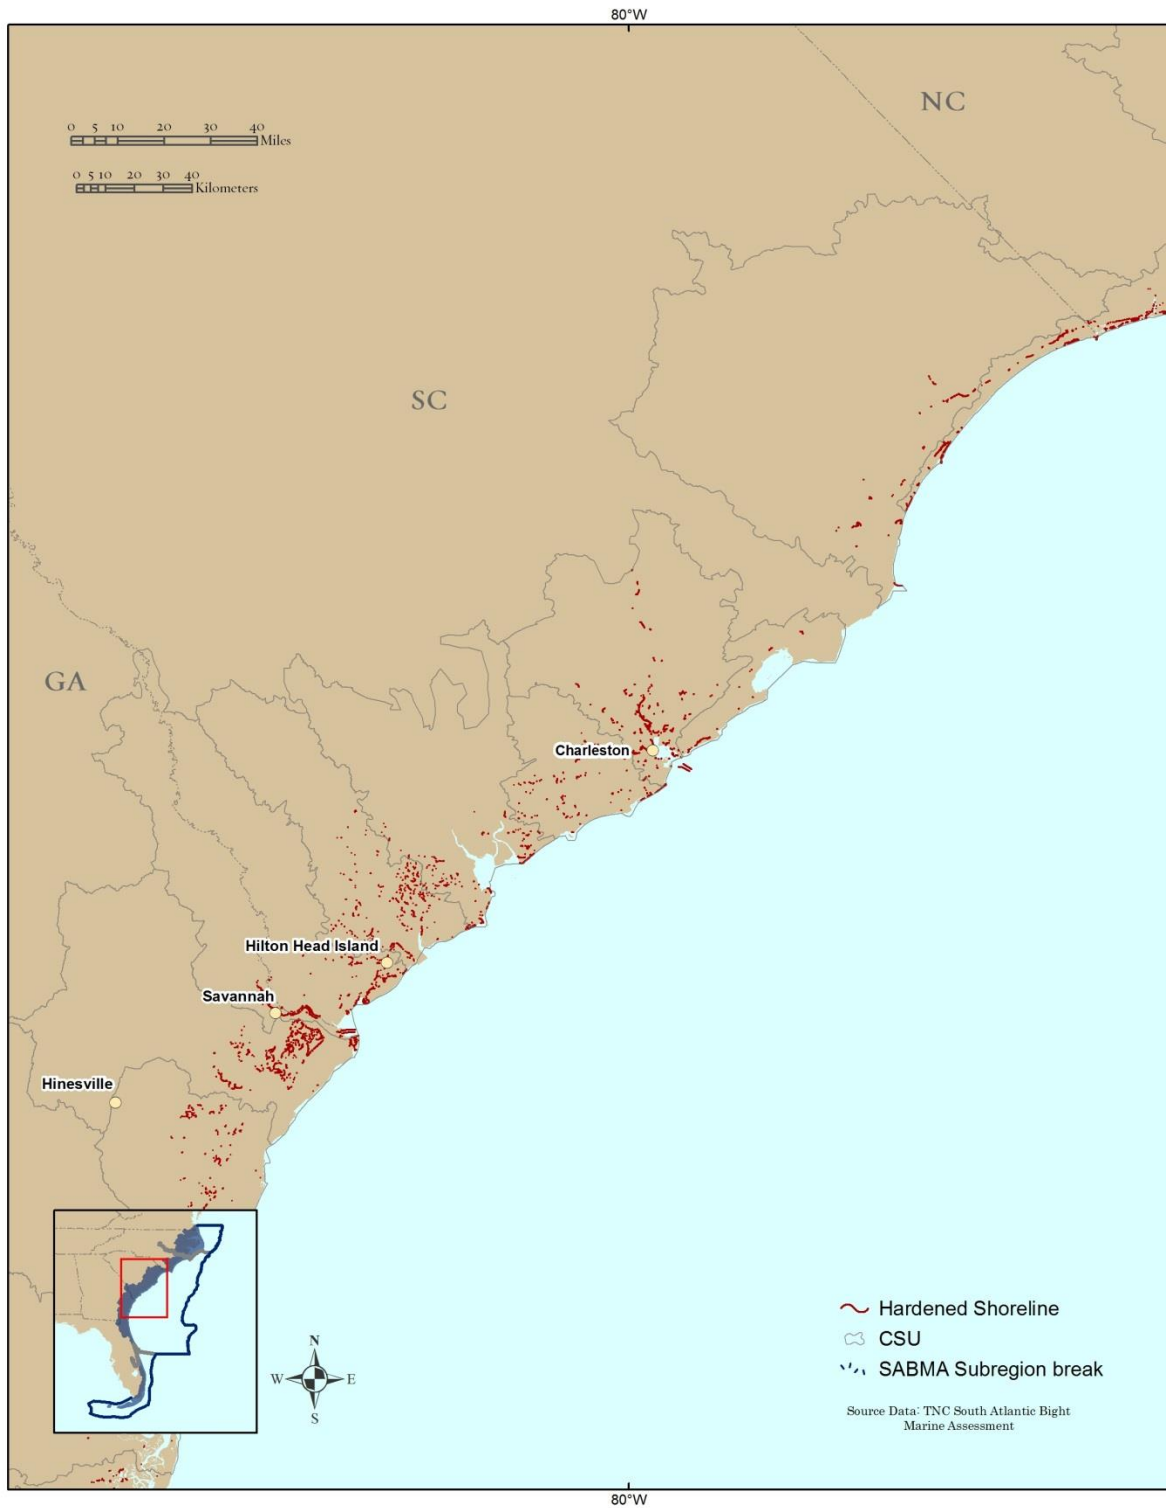 80°W
NC
0 5 10 20 30 40
Miles
0 5 10 20 30 40
Kilometers
SC
GA
Charleston
Hilton Head Island
Savannah
Hinesville
N
W E
S
Hardened Shoreline
CSU
SABMA Subregion break
Source Data: TNC South Atlantic Bight
Marine Assessment
80°W